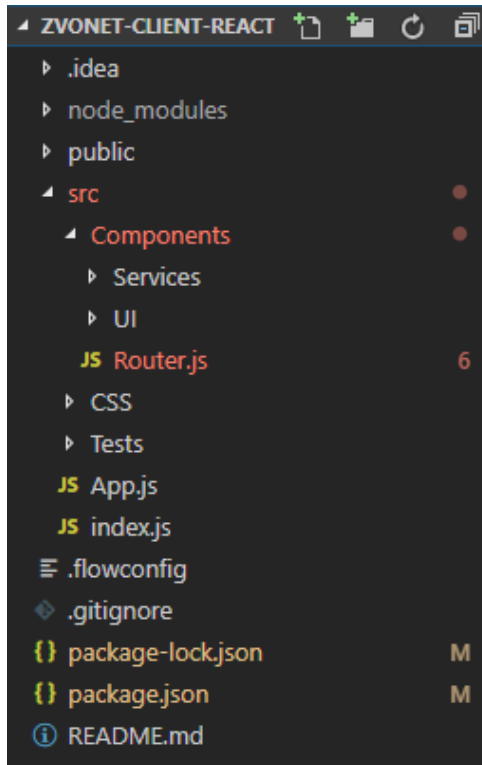 ZVONET-CLIENT-REACT
.idea
node_modules
public
src
Components
Services
UI
JS Router.js 6
CSS
Tests
JS App.js
JS index.js
.flowconfig
.gitignore
{} package-lock.json M
{} package.json M
README.md